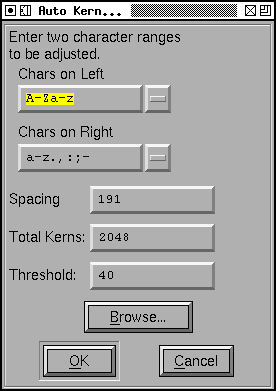 Auto Kern...
Enter two character ranges
to be adjusted.
Chars on Left
A-Za-z
Chars on Right
a-z.,:;-
Spacing 191
Total Kerns: 2048
Threshold: 40
Browse...
OK Cancel